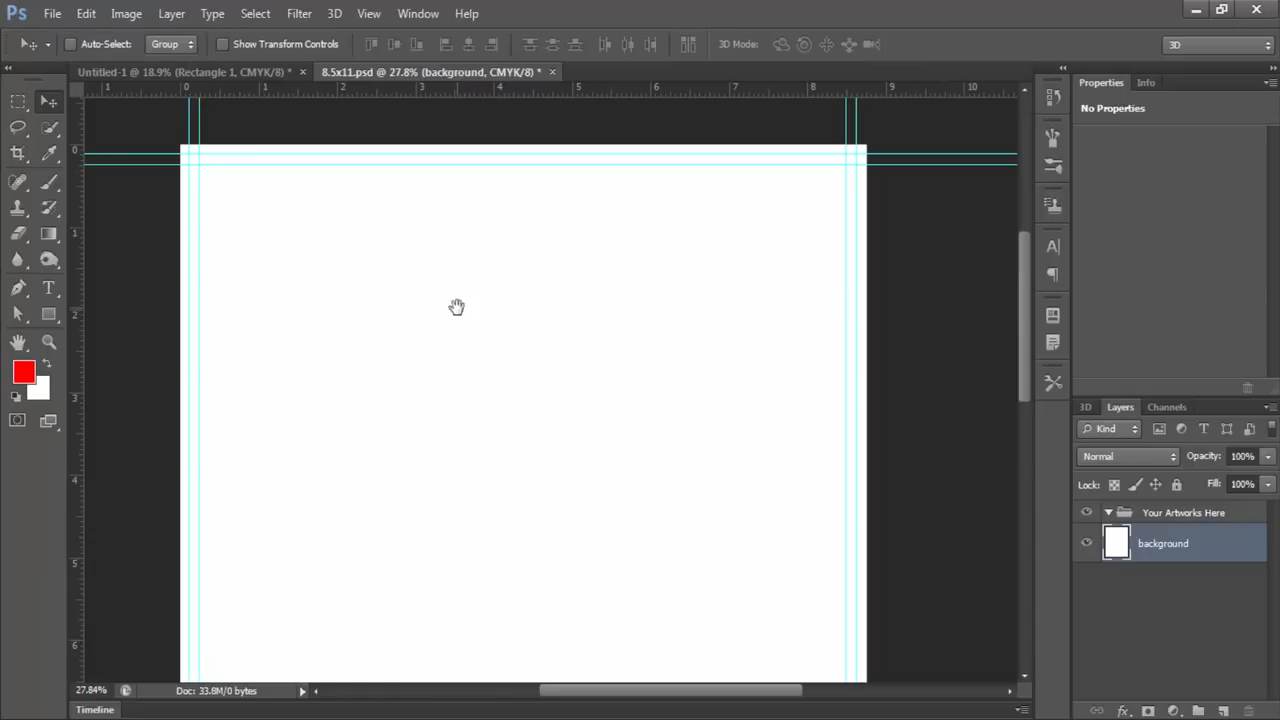 Ps File Edit Image Layer Type Select Filter 3D View Window Help
Auto-Select: Group Show Transform Controls 3D Mode: 3D
Untitled-1 @ 18.9% (Rectangle 1, CMYK/8) * × 8.5x11.psd @ 27.8% (background, CMYK/8) * ×
1 0 1 2 3 4 5 6 7 8 9 10
Properties Info
No Properties
0
1
2
3
4
5
6
3D Layers Channels
Kind
Normal Opacity: 100%
Lock: Fill: 100%
Your Artworks Here
background
27.84% Doc: 33.8M/0 bytes
Timeline